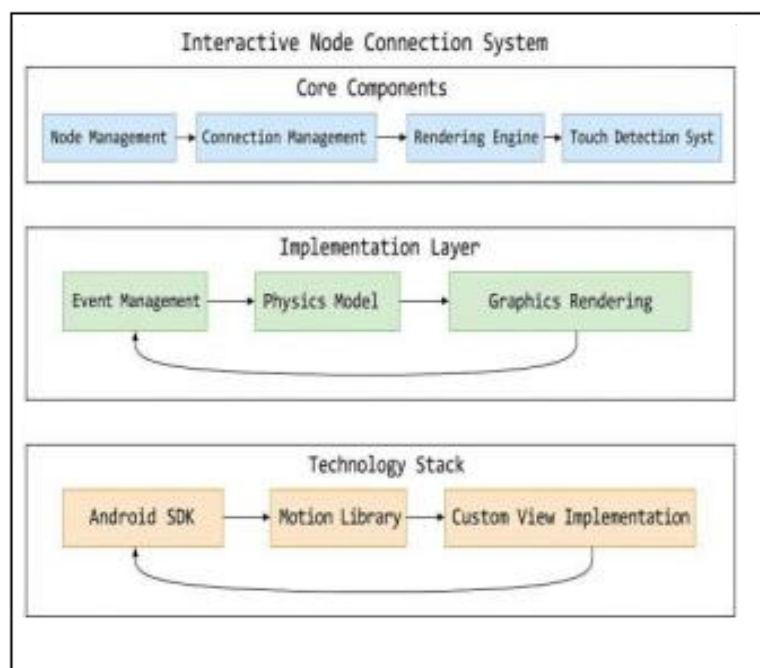 Interactive Node Connection System
Core Components
Node Management
Connection Management
Rendering Engine
Touch Detection Syst
Implementation Layer
Event Management
Physics Model
Graphics Rendering
Technology Stack
Android SDK
Motion Library
Custom View Implementation